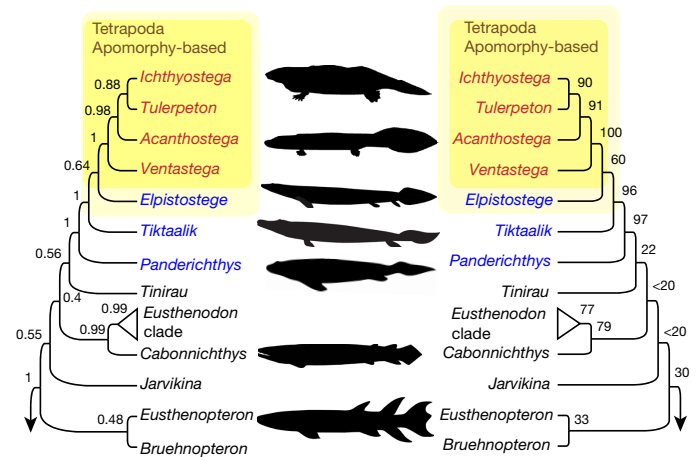 Tetrapoda
Apomorphy-based
Ichthyostega
0.88
Tulerpeton
0.98
Acanthostega
1
Ventastega
0.64
Elpistostege
1
Tiktaalik
1
Panderichthys
0.56
Tinirau
0.4
0.99
Eusthenodon
clade
0.99
Cabonnichthys
0.55
Jarvikina
1
Eusthenopteron
0.48
Bruehnopteron
Tetrapoda
Apomorphy-based
Ichthyostega
90
Tulerpeton
91
Acanthostega
100
Ventastega
60
Elpistostege
96
Tiktaalik
97
Panderichthys
22
Tinirau
<20
Eusthenodon
clade
77
79
Cabonnichthys
<20
Jarvikina
30
Eusthenopteron
33
Bruehnopteron